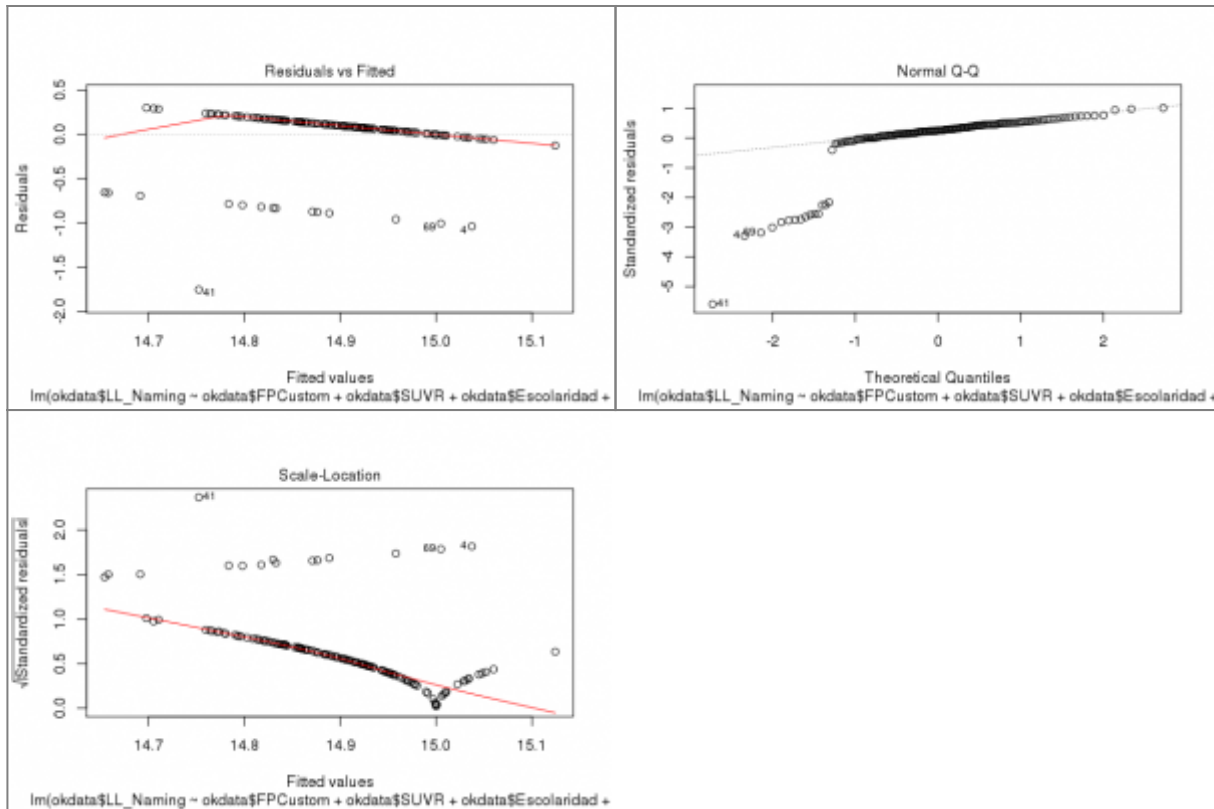 Residuals vs Fitted
Residuals
0.5
0.0
-0.5
-1.0
-1.5
-2.0
69
4
41
14.7 14.8 14.9 15.0 15.1
Fitted values
lm(okdata$LL_Naming ~ okdata$FPCustom + okdata$SUVR + okdata$Escolaridad +
Normal Q-Q
Standardized residuals
1
0
-1
-2
-3
-4
-5
4 69
41
-2 -1 0 1 2
Theoretical Quantiles
lm(okdata$LL_Naming ~ okdata$FPCustom + okdata$SUVR + okdata$Escolaridad +
Scale-Location
√|Standardized residuals|
2.0
1.5
1.0
0.5
0.0
41
69
4
14.7 14.8 14.9 15.0 15.1
Fitted values
lm(okdata$LL_Naming ~ okdata$FPCustom + okdata$SUVR + okdata$Escolaridad +